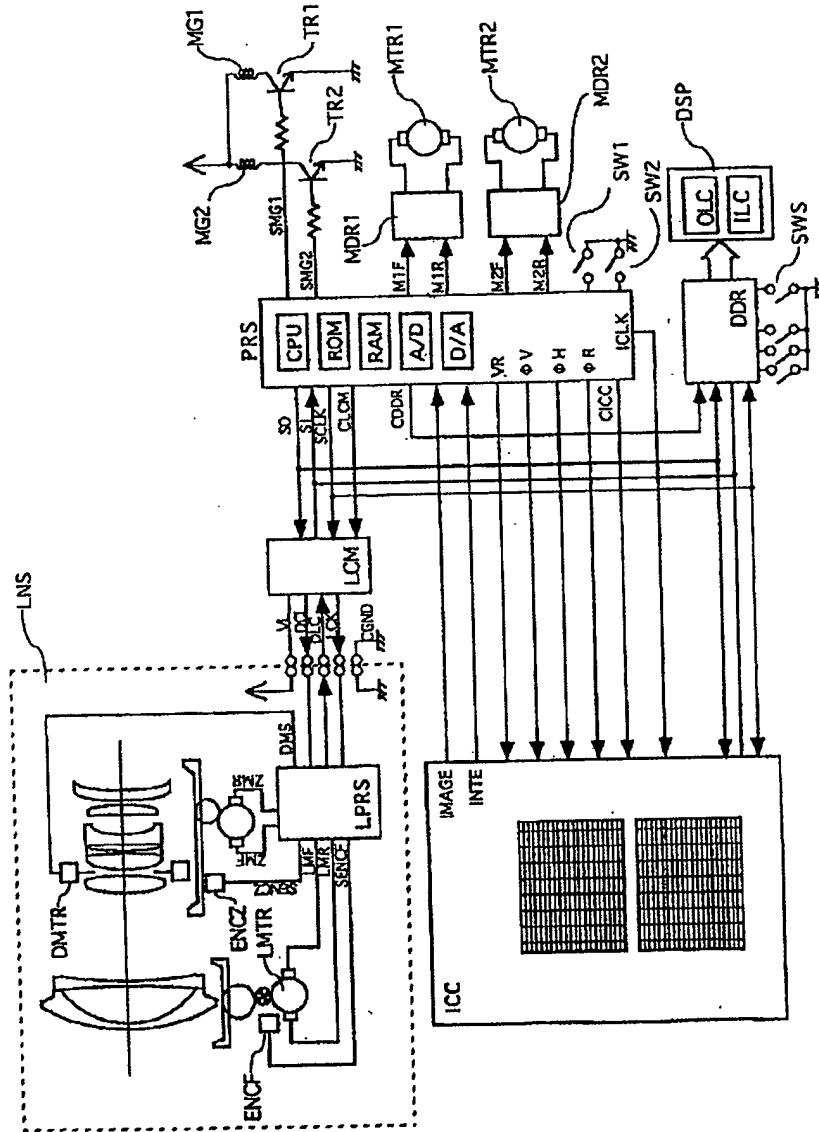 LNS
DMTR
ENCZ
LMTR
ENCF
DMS
ZMR
ZMF
LMF
LMR
SENCF
LPRS
VL
DCL
DLC
LCK
CGND
LCM
SO
SI
SCLK
CLCM
PRS
CPU
ROM
RAM
A/D
D/A
SMG1
SMG2
MG1
TR1
MG2
TR2
M1F
M1R
MDR1
MTR1
M2F
M2R
MTR2
MDR2
SW1
SW2
CDDR
VR
ΦV
ΦH
ΦR
CICC
ICLK
DSP
OLC
ILC
DDR
SWS
IMAGE
INTE
ICC